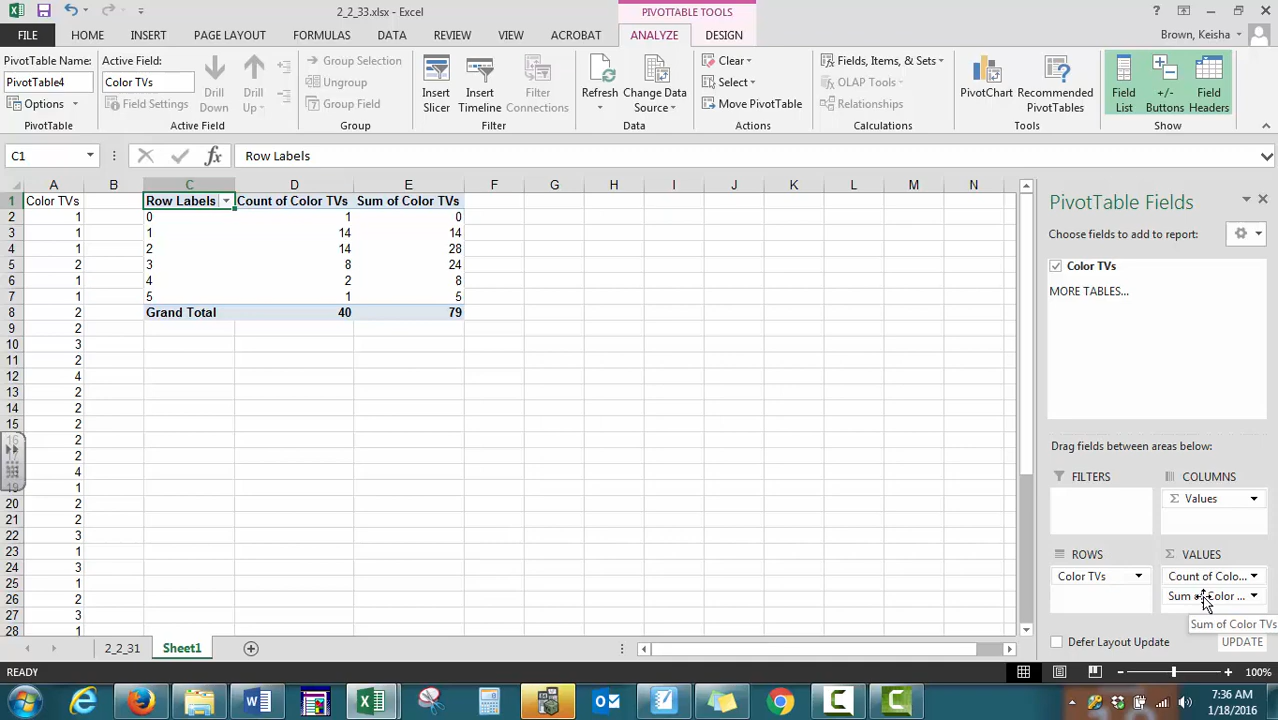 2_2_33.xlsx - Excel
PIVOTTABLE TOOLS
?
FILE HOME INSERT PAGE LAYOUT FORMULAS DATA REVIEW VIEW ACROBAT ANALYZE DESIGN Brown, Keisha
PivotTable Name: Active Field:
PivotTable4 Color TVs
Options Field Settings
Drill Down Drill Up
Group Selection
Ungroup
Group Field
Insert Slicer Insert Timeline Filter Connections
Refresh Change Data Source
Clear
Select
Move PivotTable
Fields, Items, & Sets
OLAP Tools
Relationships
PivotChart Recommended PivotTables
Field List +/- Buttons Field Headers
PivotTable Active Field Group Filter Data Actions Calculations Tools Show
C1 fx Row Labels
A B C D E F G H I J K L M N
1 Color TVs Row Labels Count of Color TVs Sum of Color TVs
2 1 0 1 0
3 1 1 14 14
4 1 2 14 28
5 2 3 8 24
6 1 4 2 8
7 1 5 1 5
8 2 Grand Total 40 79
9 2
10 3
11 2
12 4
13 2
14 2
15 2
16 2
2
4
19 1
20 2
21 2
22 3
23 1
24 3
25 1
26 2
27 3
28 1
PivotTable Fields
Choose fields to add to report:
Color TVs
MORE TABLES...
Drag fields between areas below:
FILTERS COLUMNS
Σ Values
ROWS Σ VALUES
Color TVs Count of Colo...
Sum of Color ...
Sum of Color TVs
Defer Layout Update UPDATE
2_2_31 Sheet1
READY 100%
7:36 AM
1/18/2016